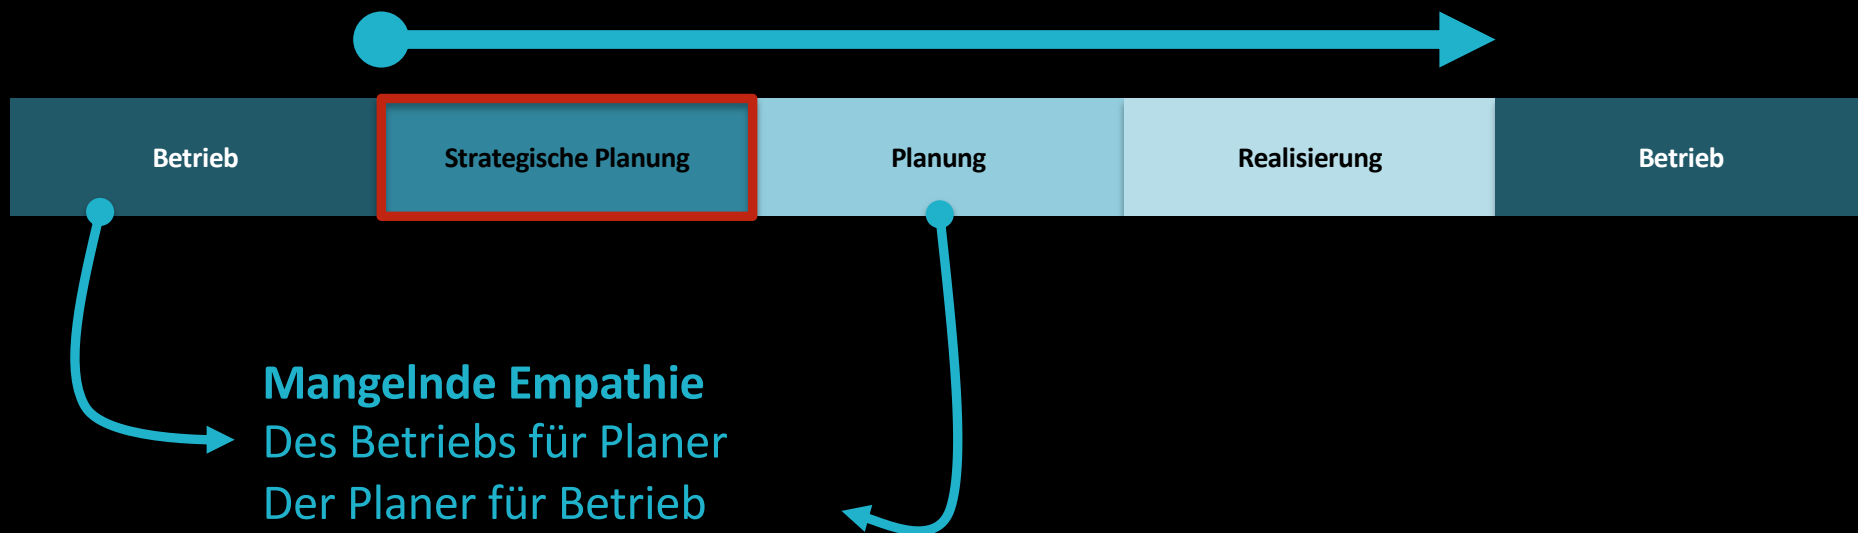 Betrieb
Strategische Planung
Planung
Realisierung
Betrieb
Mangelnde Empathie
Des Betriebs für Planer
Der Planer für Betrieb